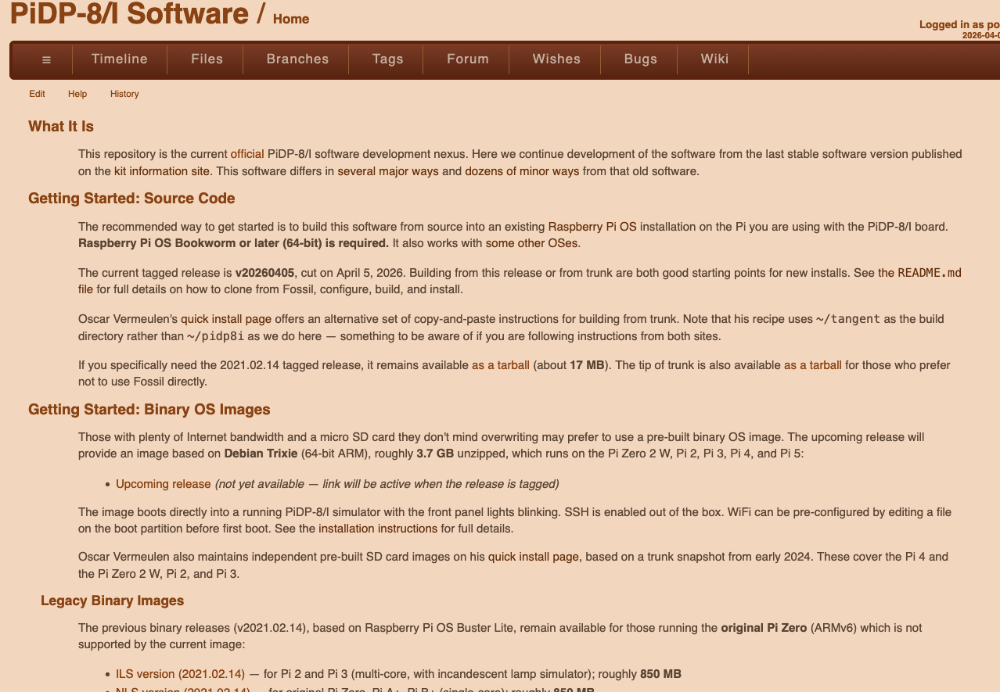 PiDP-8/I Software / Home
Logged in as po
2026-04-0
≡ Timeline Files Branches Tags Forum Wishes Bugs Wiki
Edit Help History
What It Is
This repository is the current official PiDP-8/I software development nexus. Here we continue development of the software from the last stable software version published
on the kit information site. This software differs in several major ways and dozens of minor ways from that old software.
Getting Started: Source Code
The recommended way to get started is to build this software from source into an existing Raspberry Pi OS installation on the Pi you are using with the PiDP-8/I board.
Raspberry Pi OS Bookworm or later (64-bit) is required. It also works with some other OSes.
The current tagged release is v20260405, cut on April 5, 2026. Building from this release or from trunk are both good starting points for new installs. See the README.md
file for full details on how to clone from Fossil, configure, build, and install.
Oscar Vermeulen's quick install page offers an alternative set of copy-and-paste instructions for building from trunk. Note that his recipe uses ~/tangent as the build
directory rather than ~/pidp8i as we do here — something to be aware of if you are following instructions from both sites.
If you specifically need the 2021.02.14 tagged release, it remains available as a tarball (about 17 MB). The tip of trunk is also available as a tarball for those who prefer
not to use Fossil directly.
Getting Started: Binary OS Images
Those with plenty of Internet bandwidth and a micro SD card they don't mind overwriting may prefer to use a pre-built binary OS image. The upcoming release will
provide an image based on Debian Trixie (64-bit ARM), roughly 3.7 GB unzipped, which runs on the Pi Zero 2 W, Pi 2, Pi 3, Pi 4, and Pi 5:
• Upcoming release (not yet available — link will be active when the release is tagged)
The image boots directly into a running PiDP-8/I simulator with the front panel lights blinking. SSH is enabled out of the box. WiFi can be pre-configured by editing a file
on the boot partition before first boot. See the installation instructions for full details.
Oscar Vermeulen also maintains independent pre-built SD card images on his quick install page, based on a trunk snapshot from early 2024. These cover the Pi 4 and
the Pi Zero 2 W, Pi 2, and Pi 3.
Legacy Binary Images
The previous binary releases (v2021.02.14), based on Raspberry Pi OS Buster Lite, remain available for those running the original Pi Zero (ARMv6) which is not
supported by the current image:
• ILS version (2021.02.14) — for Pi 2 and Pi 3 (multi-core, with incandescent lamp simulator); roughly 850 MB
• NLS version (2021.02.14) — for original Pi Zero, Pi A+, Pi B+ (single-core); roughly 850 MB